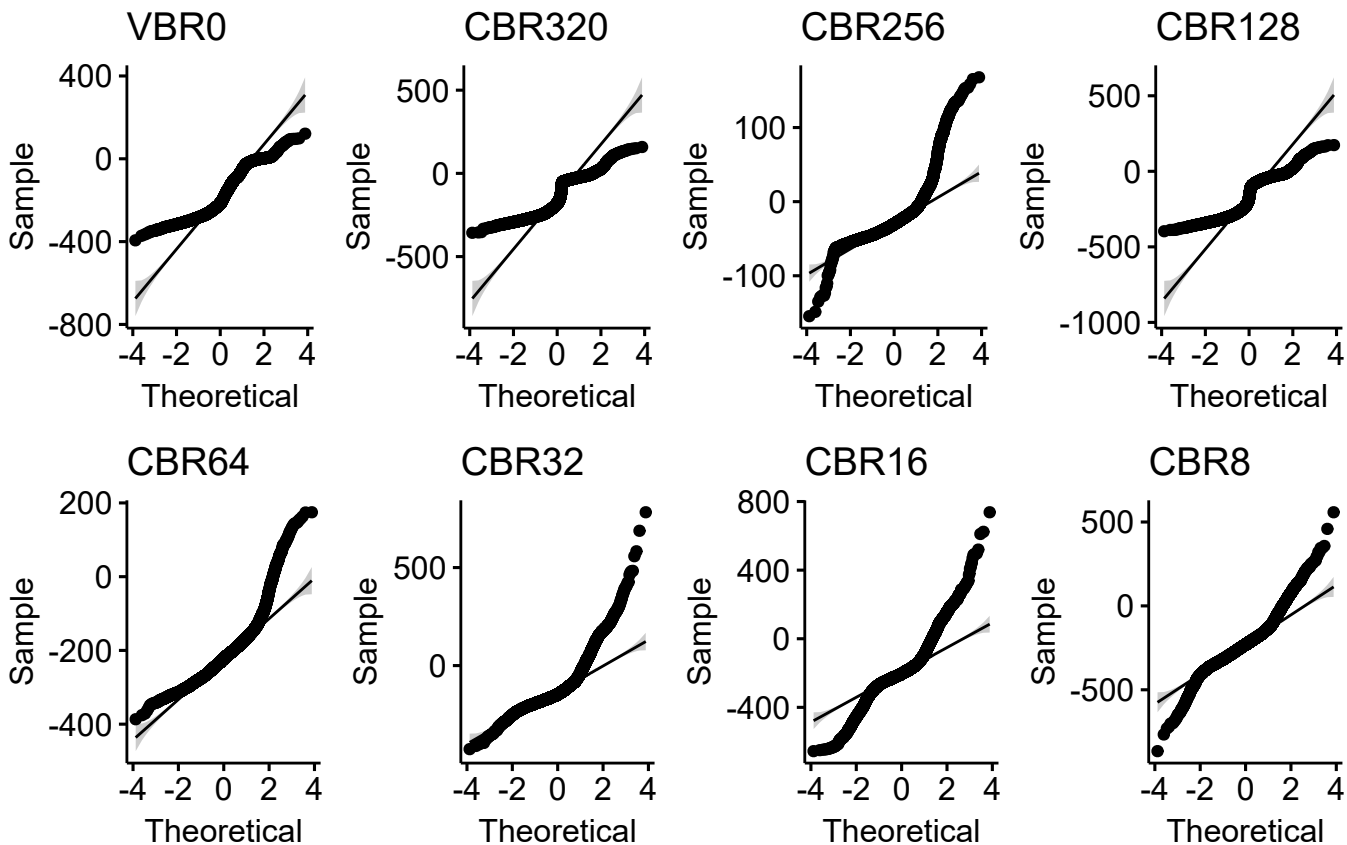 VBR0 CBR320 CBR256 CBR128
400
0
-400
-800
Sample
-4 -2 0 2 4
Theoretical
500
0
-500
Sample
-4 -2 0 2 4
Theoretical
100
0
-100
Sample
-4 -2 0 2 4
Theoretical
500
0
-500
-1000
Sample
-4 -2 0 2 4
Theoretical
CBR64 CBR32 CBR16 CBR8
200
0
-200
-400
Sample
-4 -2 0 2 4
Theoretical
500
0
Sample
-4 -2 0 2 4
Theoretical
800
400
0
-400
Sample
-4 -2 0 2 4
Theoretical
500
0
-500
Sample
-4 -2 0 2 4
Theoretical